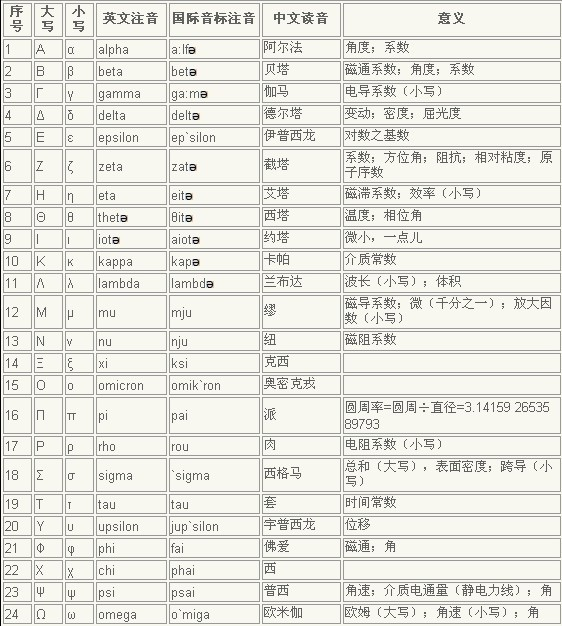 序号 大写 小写 英文注音 国际音标注音 中文读音 意义
1 Α α alpha a:lfə 阿尔法 角度；系数
2 Β β beta betə 贝塔 磁通系数；角度；系数
3 Γ γ gamma ga:mə 伽马 电导系数（小写）
4 Δ δ delta deltə 德尔塔 变动；密度；屈光度
5 Ε ε epsilon ep`silon 伊普西龙 对数之基数
6 Ζ ζ zeta zatə 截塔 系数；方位角；阻抗；相对粘度；原
子序数
7 Η η eta eitə 艾塔 磁滞系数；效率（小写）
8 Θ θ thetə θitə 西塔 温度；相位角
9 Ι ι iotə aiotə 约塔 微小，一点儿
10 Κ κ kappa kapə 卡帕 介质常数
11 Λ λ lambda lambdə 兰布达 波长（小写）；体积
12 Μ μ mu mju 缪 磁导系数；微（千分之一）；放大因
数（小写）
13 Ν ν nu nju 纽 磁阻系数
14 Ξ ξ xi ksi 克西
15 Ο ο omicron omik`ron 奥密克戎
16 Π π pi pai 派 圆周率=圆周÷直径=3.14159 26535
89793
17 Ρ ρ rho rou 肉 电阻系数（小写）
18 Σ σ sigma `sigma 西格马 总和（大写），表面密度；跨导（小
写）
19 Τ τ tau tau 套 时间常数
20 Υ υ upsilon jup`silon 宇普西龙 位移
21 Φ φ phi fai 佛爱 磁通；角
22 Χ χ chi phai 西
23 Ψ ψ psi psai 普西 角速；介质电通量（静电力线）；角
24 Ω ω omega o`miga 欧米伽 欧姆（大写）；角速（小写）；角